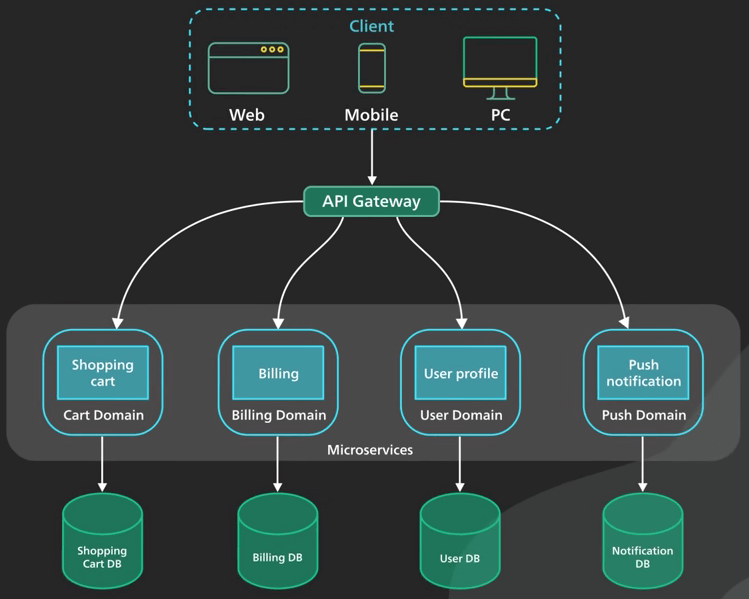 Client
Web
Mobile
PC
API Gateway
Shopping
cart
Cart Domain
Billing
Billing Domain
User profile
User Domain
Push
notification
Push Domain
Microservices
Shopping
Cart DB
Billing DB
User DB
Notification
DB